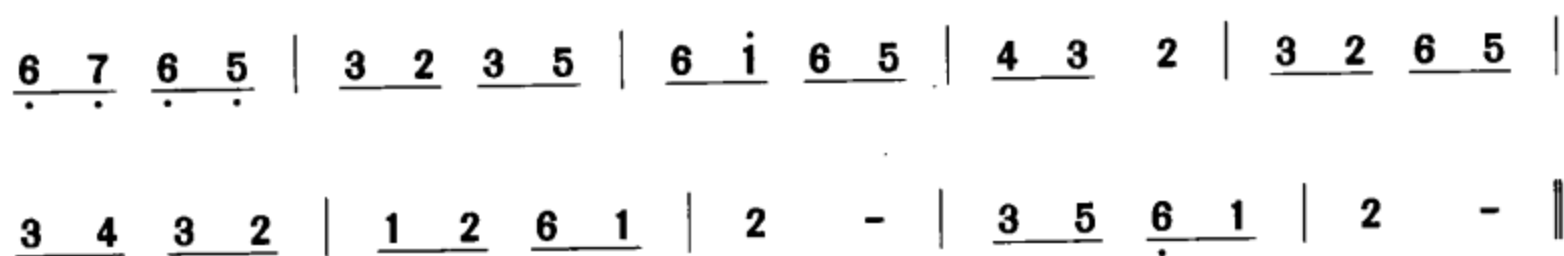 6̣ 7̣ 6̣ 5̣ | 3 2 3 5 | 6 i̇ 6 5 | 4 3 2 | 3 2 6 5 |
3 4 3 2 | 1 2 6 1 | 2 - | 3 5 6̣ 1 | 2 - ‖